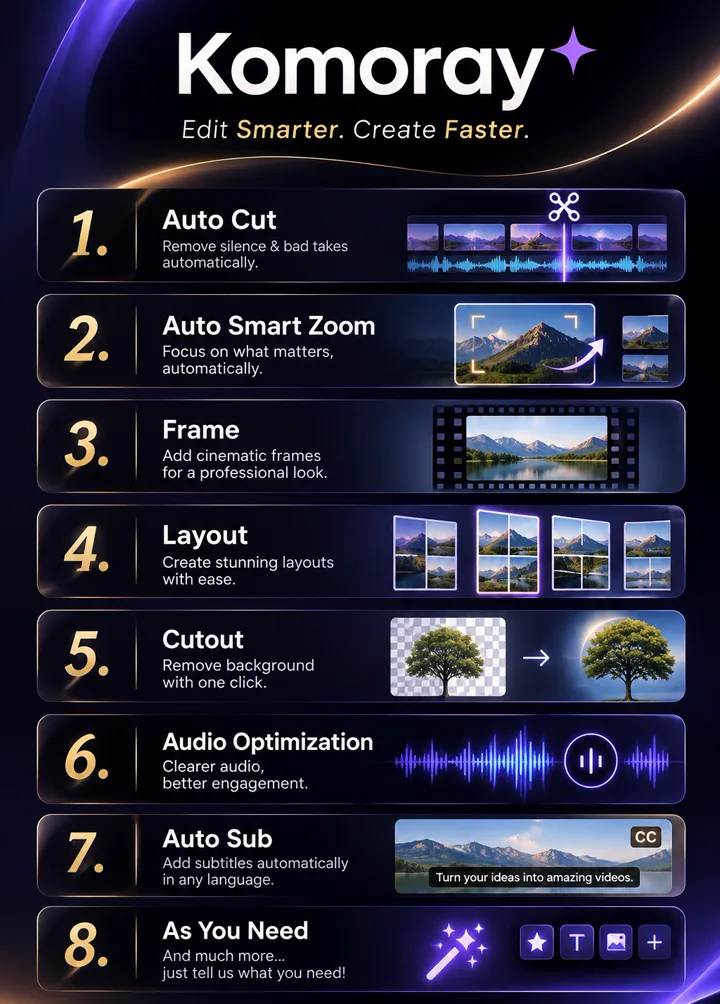 Komoray
Edit Smarter. Create Faster.
1.
Auto Cut
Remove silence & bad takes
automatically.
2.
Auto Smart Zoom
Focus on what matters,
automatically.
3.
Frame
Add cinematic frames
for a professional look.
4.
Layout
Create stunning layouts
with ease.
5.
Cutout
Remove background
with one click.
6.
Audio Optimization
Clearer audio,
better engagement.
7.
Auto Sub
Add subtitles automatically
in any language.
CC
Turn your ideas into amazing videos.
8.
As You Need
And much more...
just tell us what you need!
T